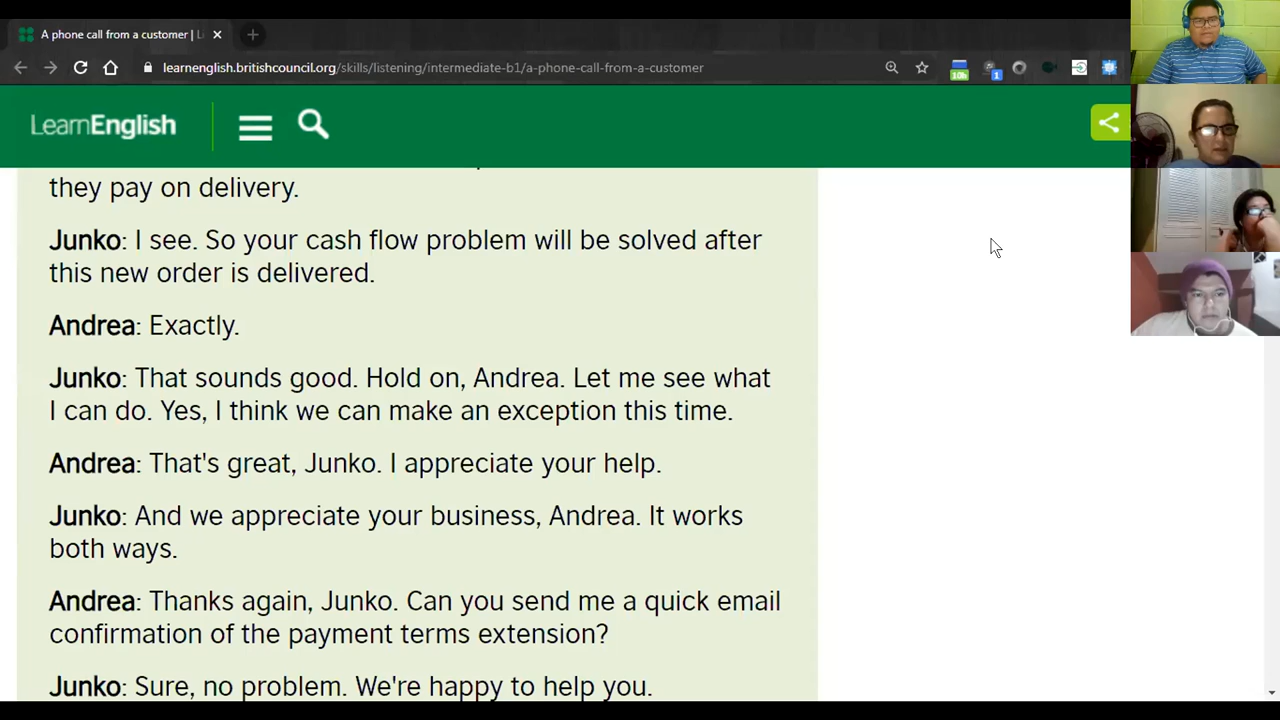 A phone call from a customer | L
learnenglish.britishcouncil.org/skills/listening/intermediate-b1/a-phone-call-from-a-customer
10h
1
LearnEnglish
they pay on delivery.
Junko: I see. So your cash flow problem will be solved after
this new order is delivered.
Andrea: Exactly.
Junko: That sounds good. Hold on, Andrea. Let me see what
I can do. Yes, I think we can make an exception this time.
Andrea: That's great, Junko. I appreciate your help.
Junko: And we appreciate your business, Andrea. It works
both ways.
Andrea: Thanks again, Junko. Can you send me a quick email
confirmation of the payment terms extension?
Junko: Sure, no problem. We're happy to help you.